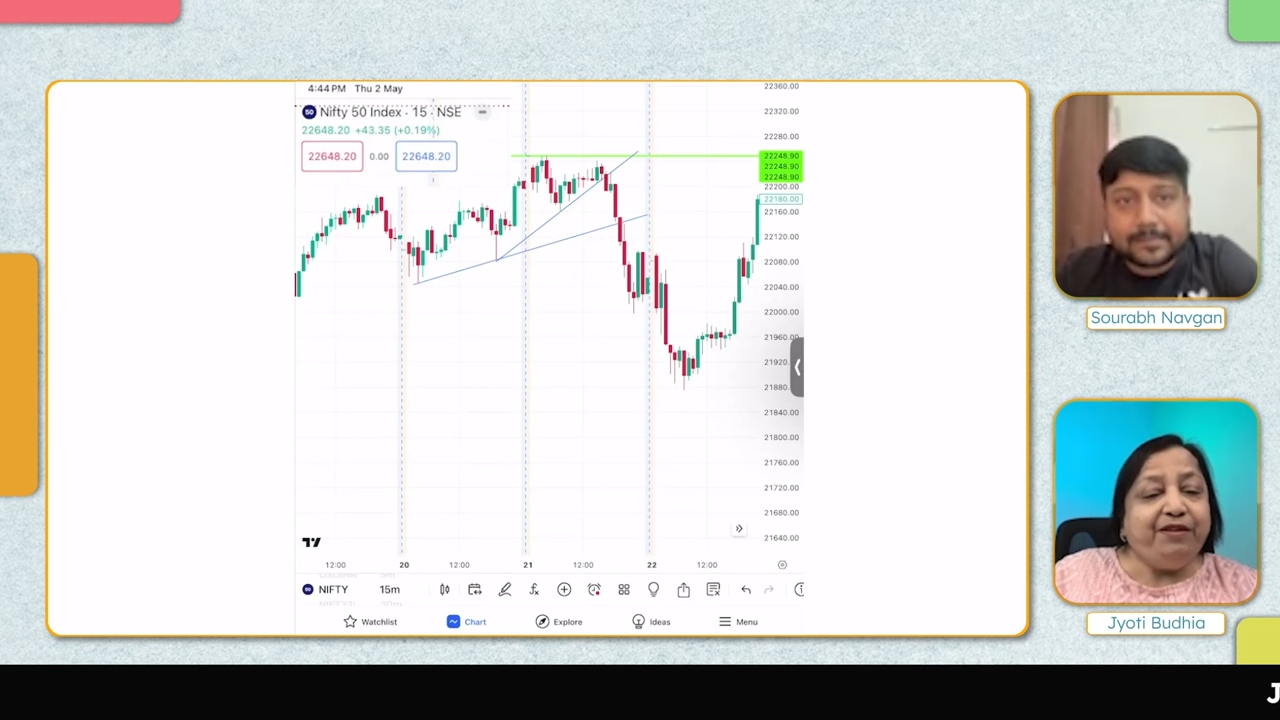 4:44 PM Thu 2 May
50 Nifty 50 Index · 15 · NSE
22648.20 +43.35 (+0.19%)
22648.20 0.00 22648.20
22360.00
22320.00
22280.00
22248.90
22248.90
22248.90
22200.00
22180.00
22160.00
22120.00
22080.00
22040.00
22000.00
21960.00
21920.00
21880.00
21840.00
21800.00
21760.00
21720.00
21680.00
21640.00
12:00 20 12:00 21 12:00 22 12:00
50 NIFTY 15m
Watchlist Chart Explore Ideas Menu
Sourabh Navgan
Jyoti Budhia
J